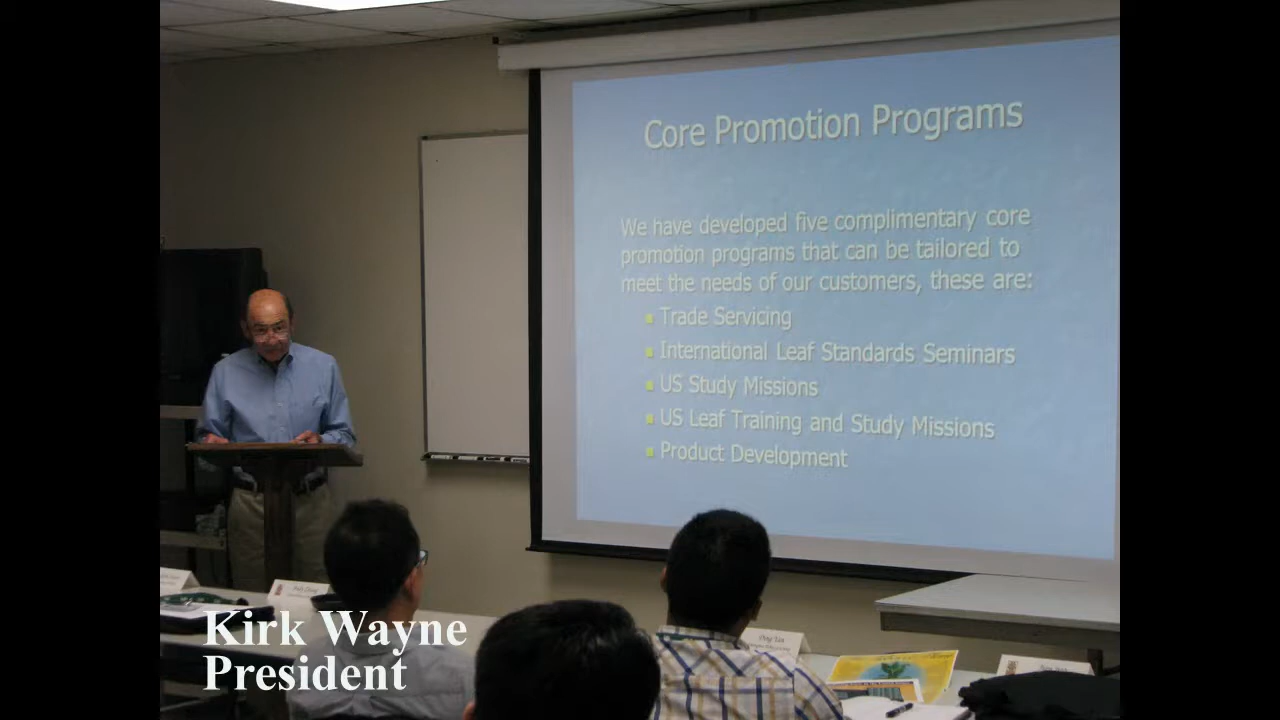 Core Promotion Programs
We have developed five complimentary core
promotion programs that can be tailored to
meet the needs of our customers, these are:
Trade Servicing
International Leaf Standards Seminars
US Study Missions
US Leaf Training and Study Missions
Product Development
Kirk Wayne
President